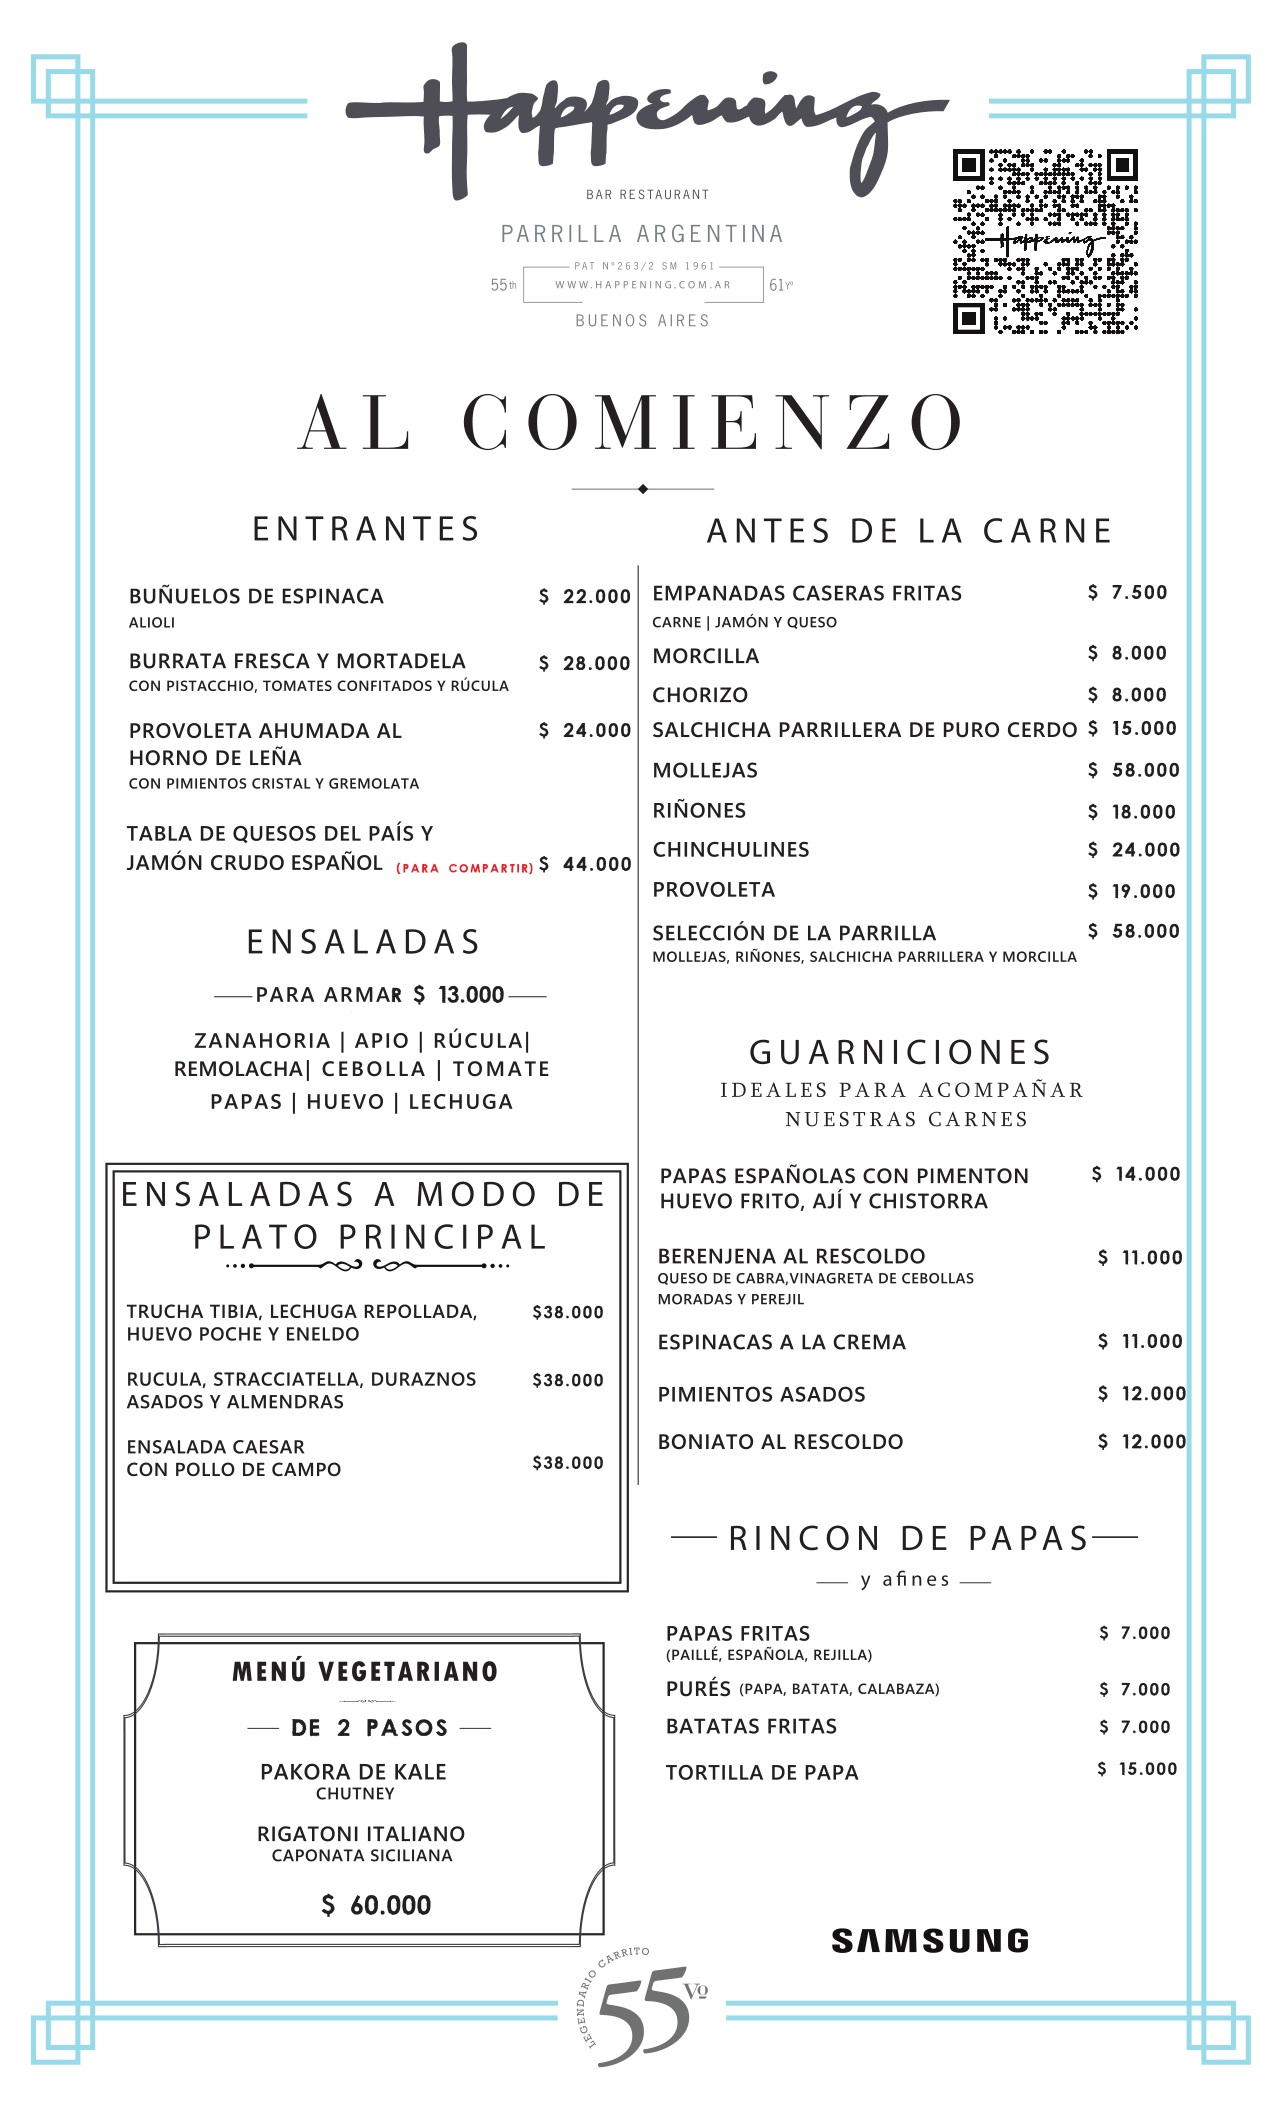 Happening
BAR RESTAURANT
PARRILLA ARGENTINA
PAT N°263/2 SM 1961
55th WWW.HAPPENING.COM.AR 61Yº
BUENOS AIRES
Happening
AL COMIENZO
ENTRANTES
BUÑUELOS DE ESPINACA $ 22.000
ALIOLI
BURRATA FRESCA Y MORTADELA $ 28.000
CON PISTACCHIO, TOMATES CONFITADOS Y RÚCULA
PROVOLETA AHUMADA AL $ 24.000
HORNO DE LEÑA
CON PIMIENTOS CRISTAL Y GREMOLATA
TABLA DE QUESOS DEL PAÍS Y
JAMÓN CRUDO ESPAÑOL (PARA COMPARTIR) $ 44.000
ENSALADAS
PARA ARMAR $ 13.000
ZANAHORIA | APIO | RÚCULA|
REMOLACHA| CEBOLLA | TOMATE
PAPAS | HUEVO | LECHUGA
ENSALADAS A MODO DE
PLATO PRINCIPAL
TRUCHA TIBIA, LECHUGA REPOLLADA, $38.000
HUEVO POCHE Y ENELDO
RUCULA, STRACCIATELLA, DURAZNOS $38.000
ASADOS Y ALMENDRAS
ENSALADA CAESAR
CON POLLO DE CAMPO $38.000
MENÚ VEGETARIANO
DE 2 PASOS
PAKORA DE KALE
CHUTNEY
RIGATONI ITALIANO
CAPONATA SICILIANA
$ 60.000
ANTES DE LA CARNE
EMPANADAS CASERAS FRITAS $ 7.500
CARNE | JAMÓN Y QUESO
MORCILLA $ 8.000
CHORIZO $ 8.000
SALCHICHA PARRILLERA DE PURO CERDO $ 15.000
MOLLEJAS $ 58.000
RIÑONES $ 18.000
CHINCHULINES $ 24.000
PROVOLETA $ 19.000
SELECCIÓN DE LA PARRILLA $ 58.000
MOLLEJAS, RIÑONES, SALCHICHA PARRILLERA Y MORCILLA
GUARNICIONES
IDEALES PARA ACOMPAÑAR
NUESTRAS CARNES
PAPAS ESPAÑOLAS CON PIMENTON $ 14.000
HUEVO FRITO, AJÍ Y CHISTORRA
BERENJENA AL RESCOLDO $ 11.000
QUESO DE CABRA,VINAGRETA DE CEBOLLAS
MORADAS Y PEREJIL
ESPINACAS A LA CREMA $ 11.000
PIMIENTOS ASADOS $ 12.000
BONIATO AL RESCOLDO $ 12.000
RINCON DE PAPAS
y afines
PAPAS FRITAS $ 7.000
(PAILLÉ, ESPAÑOLA, REJILLA)
PURÉS (PAPA, BATATA, CALABAZA) $ 7.000
BATATAS FRITAS $ 7.000
TORTILLA DE PAPA $ 15.000
SAMSUNG
LEGENDARIO CARRITO
55 Vº